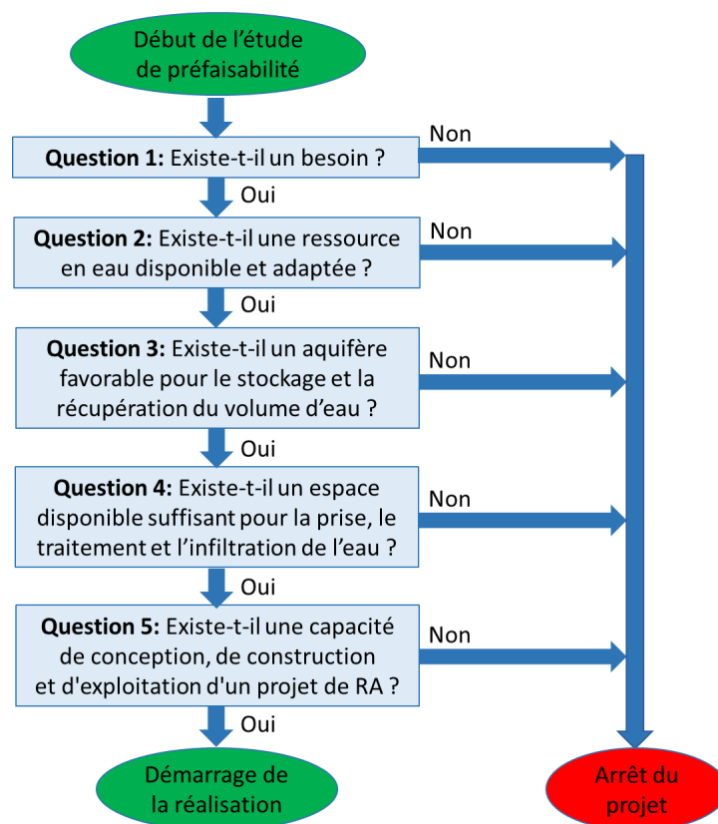 Début de l'étude
de préfaisabilité
Non
Question 1: Existe-t-il un besoin ?
Oui
Question 2: Existe-t-il une ressource
en eau disponible et adaptée ?
Non
Oui
Question 3: Existe-t-il un aquifère
favorable pour le stockage et la
récupération du volume d'eau ?
Non
Oui
Question 4: Existe-t-il un espace
disponible suffisant pour la prise, le
traitement et l'infiltration de l'eau ?
Non
Oui
Question 5: Existe-t-il une capacité
de conception, de construction
et d'exploitation d'un projet de RA ?
Non
Oui
Démarrage de
la réalisation
Arrêt du
projet